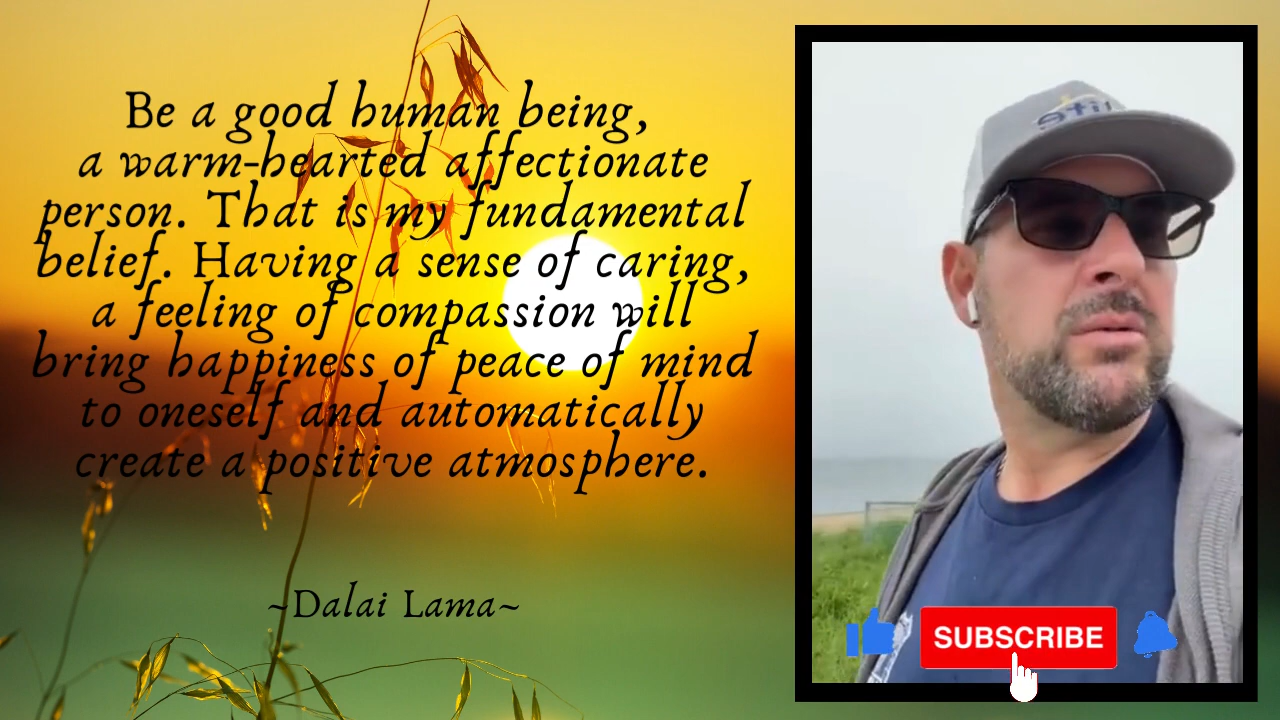 Be a good human being,
a warm-hearted affectionate
person. That is my fundamental
belief. Having a sense of caring,
a feeling of compassion will
bring happiness of peace of mind
to oneself and automatically
create a positive atmosphere.
~Dalai Lama~
SUBSCRIBE